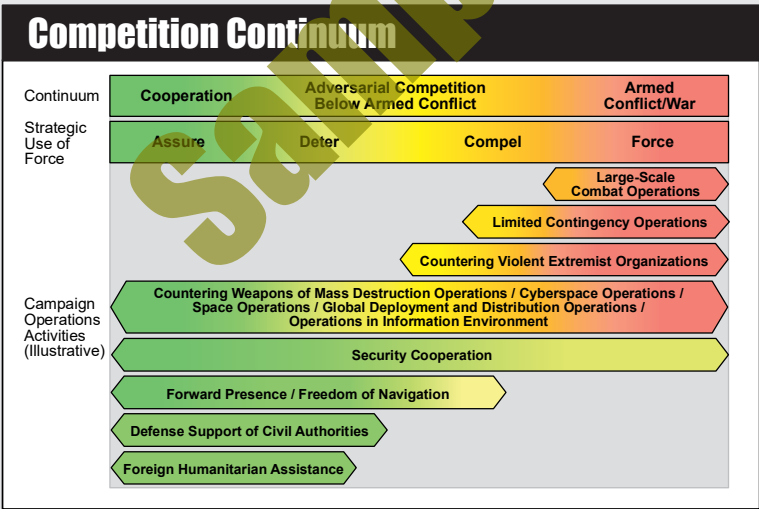 Competition Continuum
Continuum
Cooperation
Adversarial Competition
Below Armed Conflict
Armed
Conflict/War
Strategic
Use of
Force
Assure
Deter
Compel
Force
Large-Scale
Combat Operations
Limited Contingency Operations
Countering Violent Extremist Organizations
Campaign
Operations
Activities
(Illustrative)
Countering Weapons of Mass Destruction Operations / Cyberspace Operations /
Space Operations / Global Deployment and Distribution Operations /
Operations in Information Environment
Security Cooperation
Forward Presence / Freedom of Navigation
Defense Support of Civil Authorities
Foreign Humanitarian Assistance
Samp